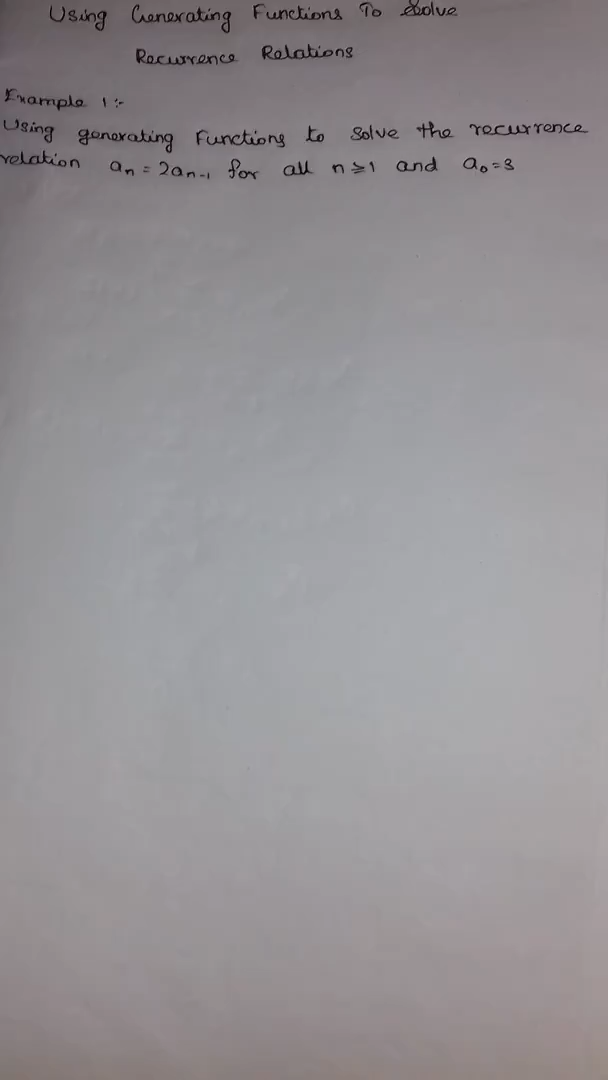 Using Generating Functions To Solve
Recurrence Relations
Example 1:-
Using generating Functions to solve the recurrence
relation aₙ = 2aₙ₋₁ for all n ≥ 1 and a₀ = 3